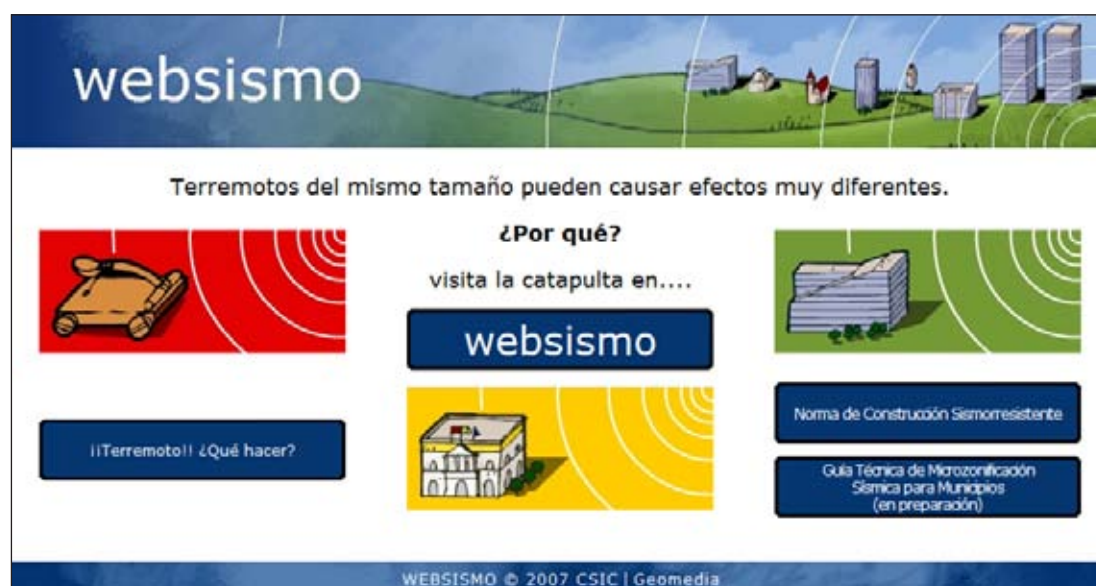 websismo
Terremotos del mismo tamaño pueden causar efectos muy diferentes.
¿Por qué?
visita la catapulta en....
websismo
¡¡Terremoto!! ¿Qué hacer?
Norma de Construcción Sismorresistente
Guía Técnica de Microzonificación
Sísmica para Municipios
(en preparación)
WEBSISMO © 2007 CSIC | Geomedia